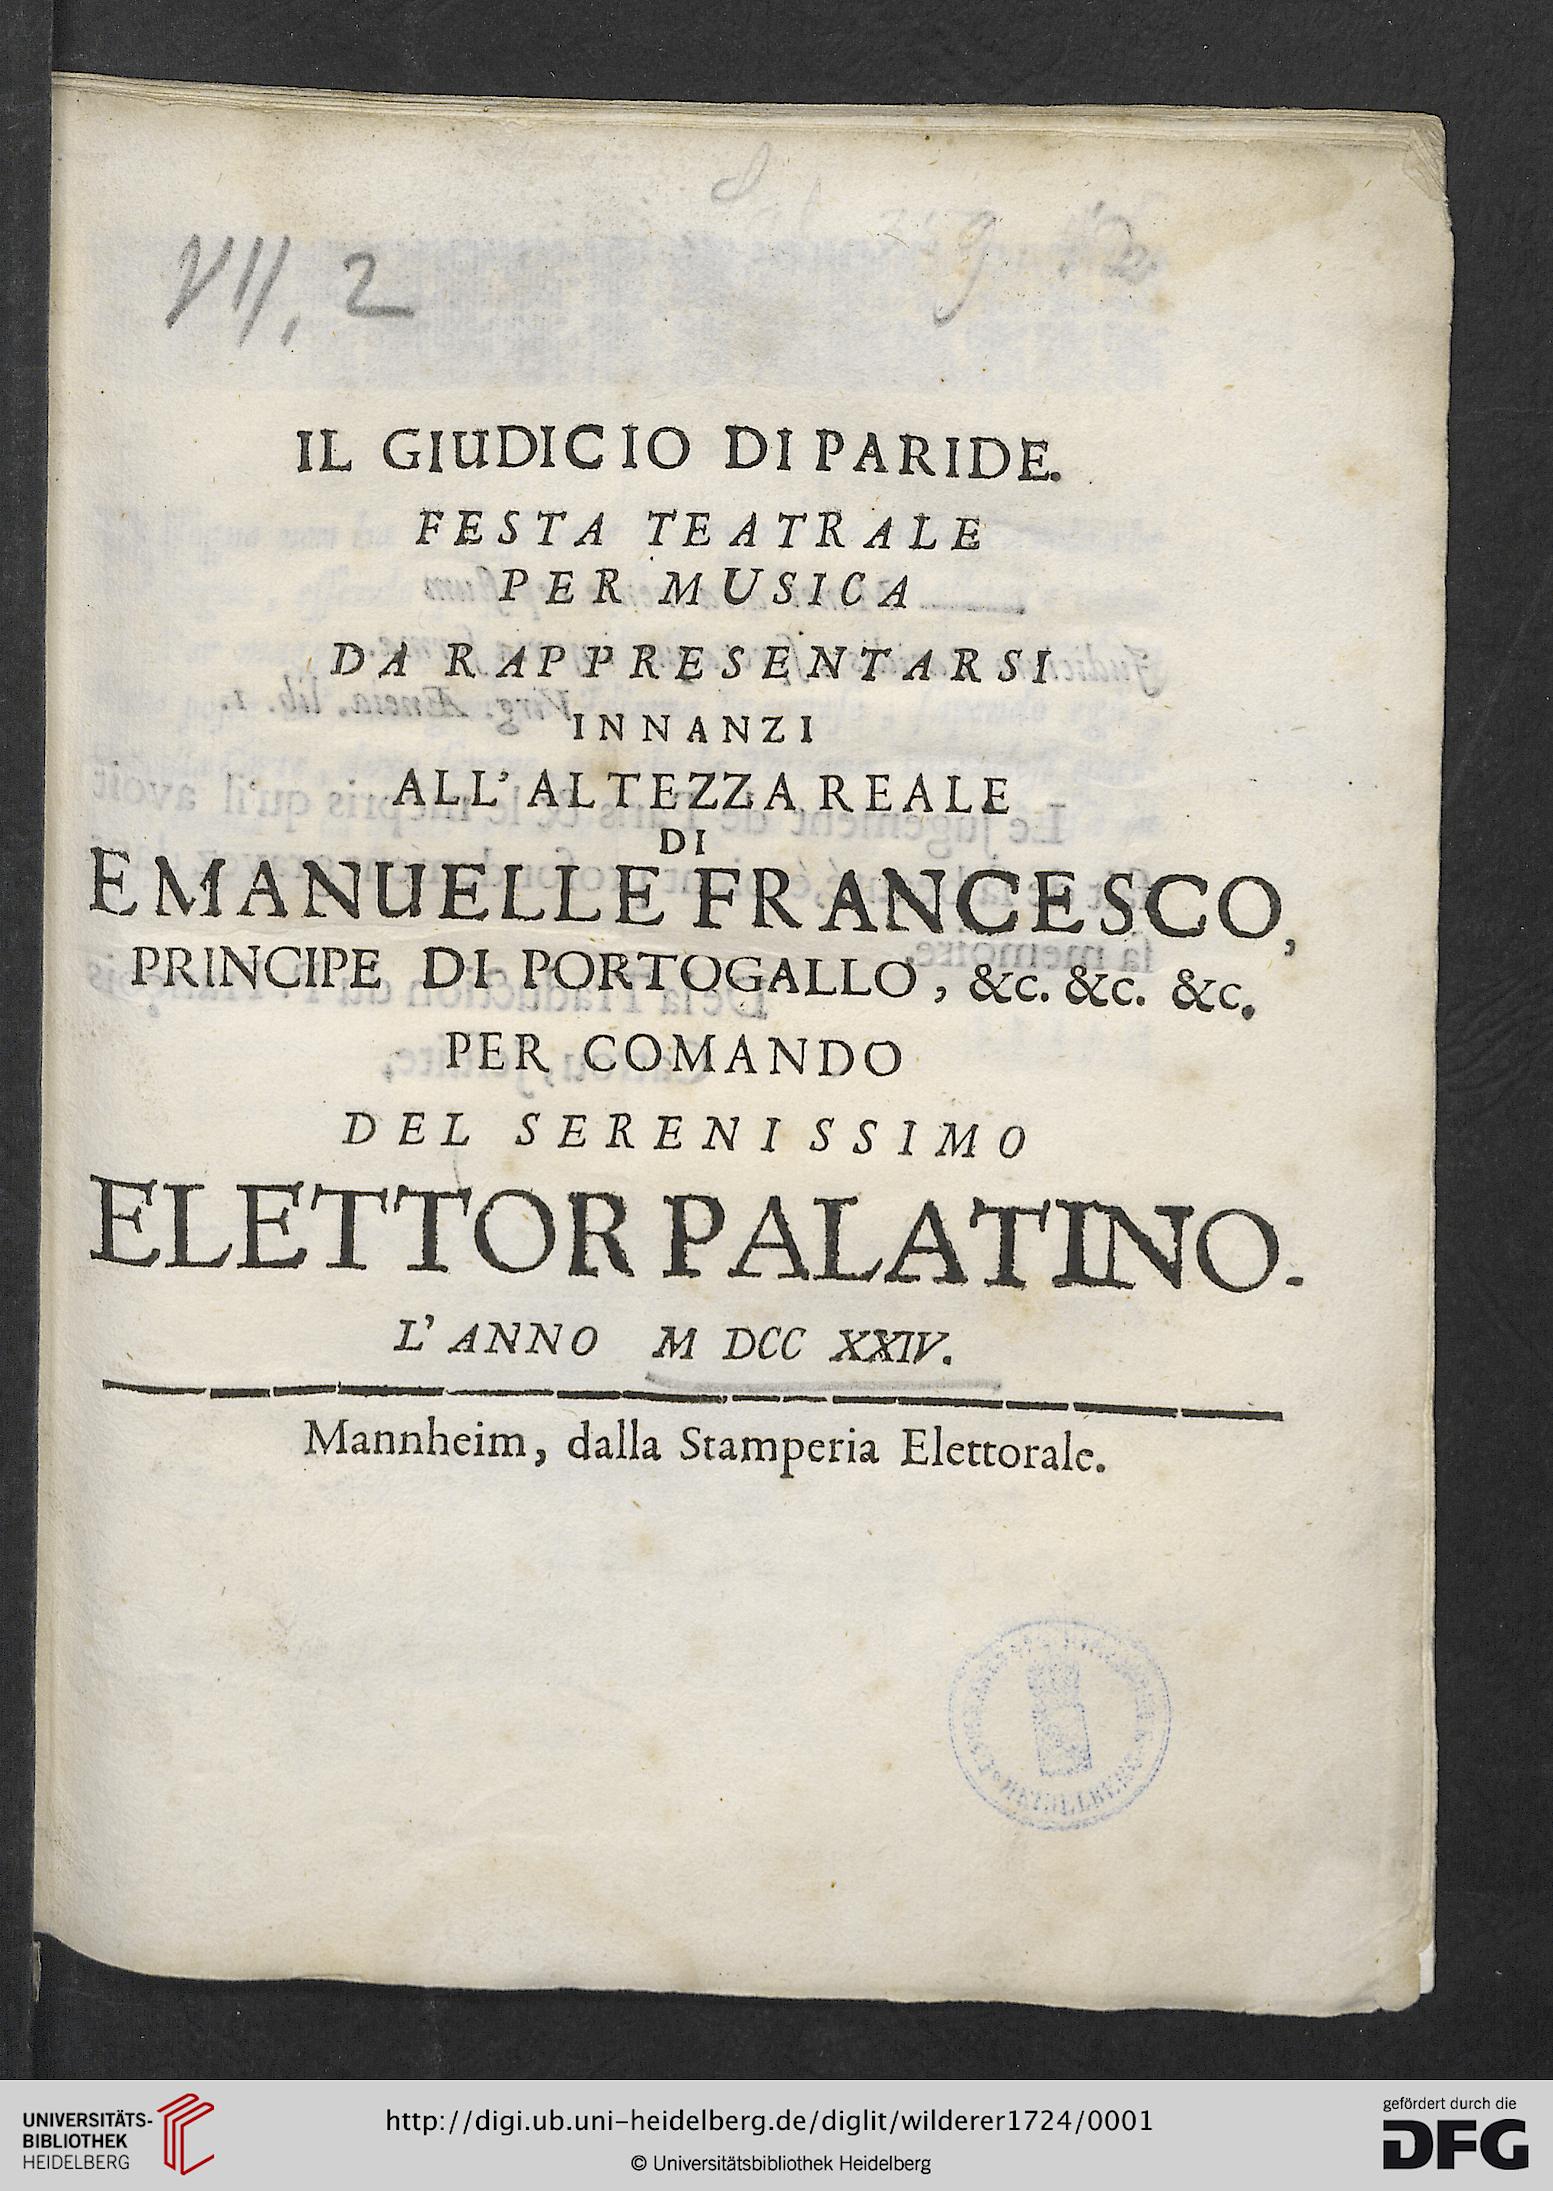 VII, 2
IL GIUDICIO DI PARIDE.
FESTA TEATRALE
PER MUSICA
DA RAPPRESENTARSI
INNANZI
ALL' ALTEZZA REALE
DI
EMANUELLE FRANCESCO,
PRINCIPE DI PORTOGALLO, &c. &c. &c.
PER COMANDO
DEL SERENISSIMO
ELETTOR PALATINO.
L' ANNO M DCC XXIV.
Mannheim, dalla Stamperia Elettorale.
UNIVERSITÄTS-
BIBLIOTHEK
HEIDELBERG
http://digi.ub.uni-heidelberg.de/diglit/wilderer1724/0001
© Universitätsbibliothek Heidelberg
gefördert durch die
DFG